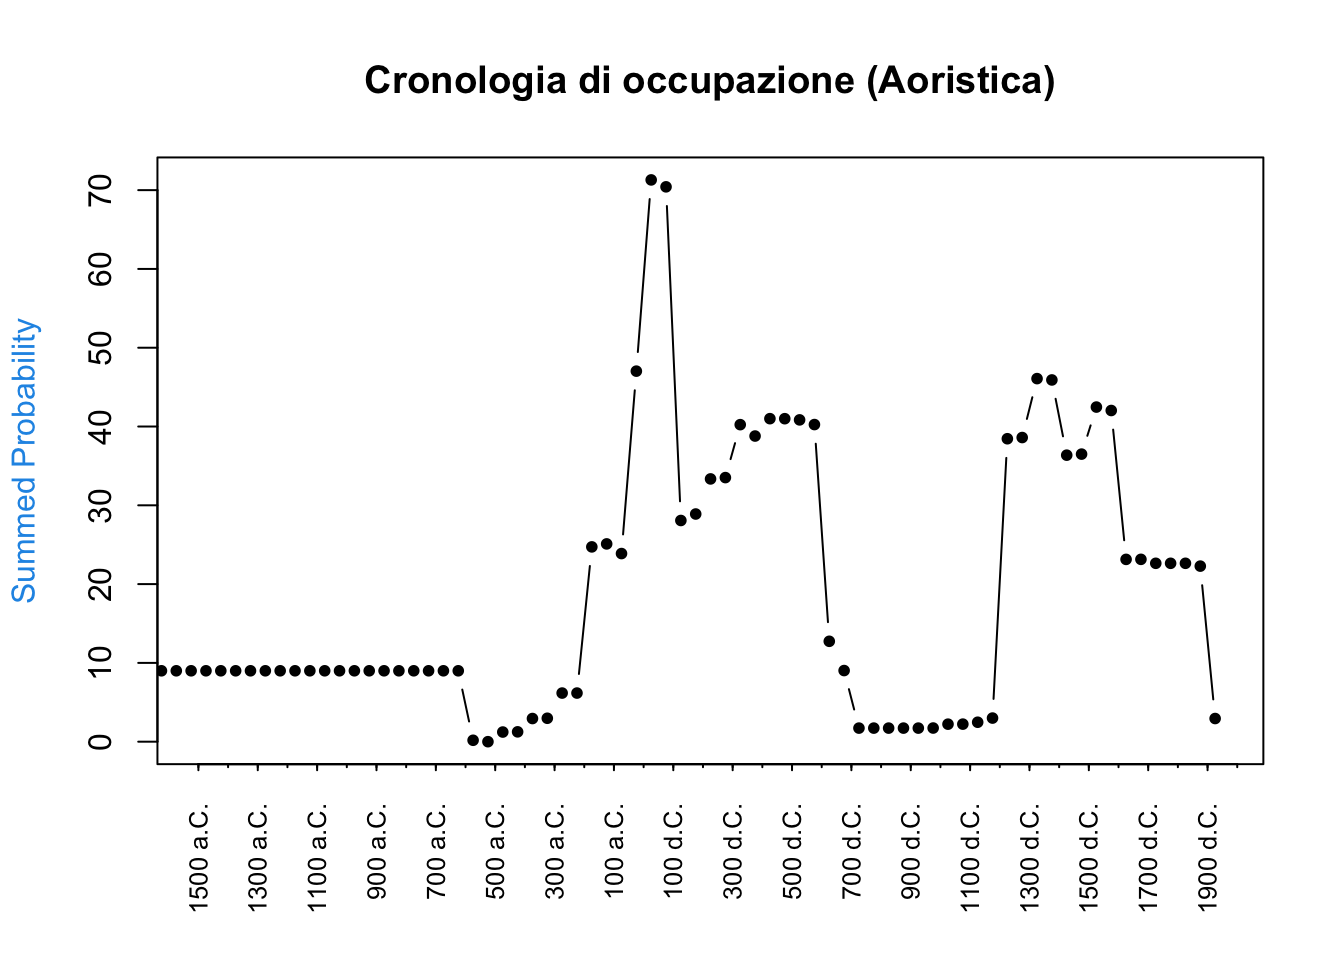 Cronologia di occupazione (Aoristica)
Summed Probability
70
60
50
40
30
20
10
0
1500 a.C.
1300 a.C.
1100 a.C.
900 a.C.
700 a.C.
500 a.C.
300 a.C.
100 a.C.
100 d.C.
300 d.C.
500 d.C.
700 d.C.
900 d.C.
1100 d.C.
1300 d.C.
1500 d.C.
1700 d.C.
1900 d.C.